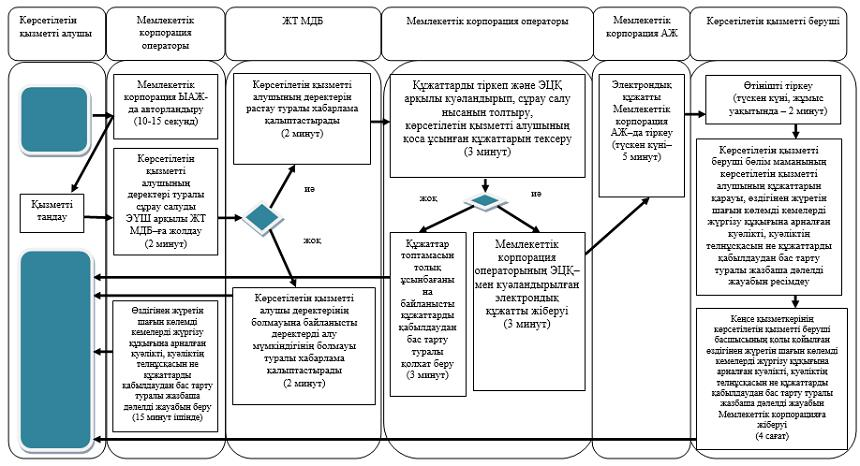 Көрсетілетін
қызметті алушы
Мемлекеттік
корпорация
операторы
ЖТ МДБ
Мемлекеттік корпорация операторы
Мемлекеттік
корпорация АЖ
Көрсетілетін қызметті беруші
Қызметті
таңдау
Мемлекеттік
корпорация ЫАЖ-
да авторландыру
(10-15 секунд)
Көрсетілетін
қызметті
алушының
деректері туралы
сұрау салуды
ЭҮШ арқылы ЖТ
МДБ–ға жолдау
(2 минут)
Өздігінен жүретін
шағын көлемді
кемелерді жүргізу
құқығына арналған
куәлікті, куәліктің
телнұсқасын не
құжаттарды
қабылдаудан бас тарту
туралы жазбаша
дәлелді жауабын беру
(15 минут ішінде)
Көрсетілетін қызметті
алушының деректерін
растау туралы хабарлама
қалыптастырады
(2 минут)
иә
жоқ
Көрсетілетін қызметті
алушы деректерінің
болмауына байланысты
деректерді алу
мүмкіндігінің болмауы
туралы хабарлама
қалыптастырады
(2 минут)
Құжаттарды тіркеп және ЭЦҚ
арқылы куәландырып, сұрау салу
нысанын толтыру,
көрсетілетін қызметті алушының
қоса ұсынған құжаттарын тексеру
(3 минут)
жоқ
иә
Құжаттар
топтамасын
толық
ұсынбағаны
на
байланысты
құжаттарды
қабылдаудан
бас тарту
туралы
қолхат беру
(3 минут)
Мемлекеттік
корпорация
операторының ЭЦҚ–
мен куәландырылған
электрондық
құжатты жіберуі
(3 минут)
Электрондық
құжатты
Мемлекеттік
корпорация
АЖ–да тіркеу
(түскен күні–
5 минут)
Өтінішті тіркеу
(түскен күні, жұмыс
уақытында – 2 минут)
Көрсетілетін қызметті
беруші бөлім маманының
көрсетілетін қызметті
алушының құжаттарын
қарауы, өздігінен жүретін
шағын көлемді кемелерді
жүргізу құқығына арналған
куәлікті, куәліктің
телнұсқасын не құжаттарды
қабылдаудан бас тарту
туралы жазбаша дәлелді
жауабын ресімдеу
Кеңсе қызметкерінің
көрсетілетін қызметті беруші
басшысының қолы қойылған
өздігінен жүретін шағын көлемді
кемелерді жүргізу құқығына
арналған куәлікті, куәліктің
телнұсқасын не құжаттарды
қабылдаудан бас тарту туралы
жазбаша дәлелді жауабын
Мемлекеттік корпорацияға
жіберуі
(4 сағат)